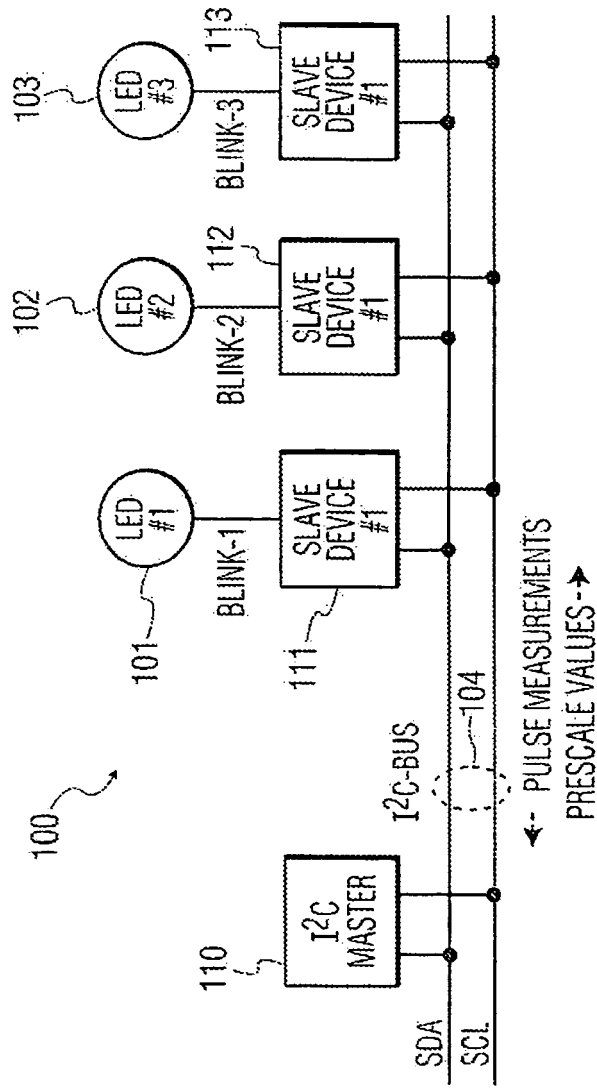 100
110
I²C
MASTER
SDA
SCL
I²C-BUS
104
PULSE MEASUREMENTS
PRESCALE VALUES
101
LED
#1
BLINK-1
111
SLAVE
DEVICE
#1
102
LED
#2
BLINK-2
112
SLAVE
DEVICE
#1
103
LED
#3
BLINK-3
113
SLAVE
DEVICE
#1